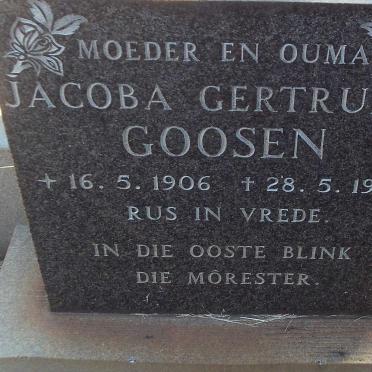 MOEDER EN OUMA
JACOBA GERTRU
GOOSEN
+ 16. 5. 1906 † 28. 5. 19
RUS IN VREDE.
IN DIE OOSTE BLINK
DIE MÔRESTER.